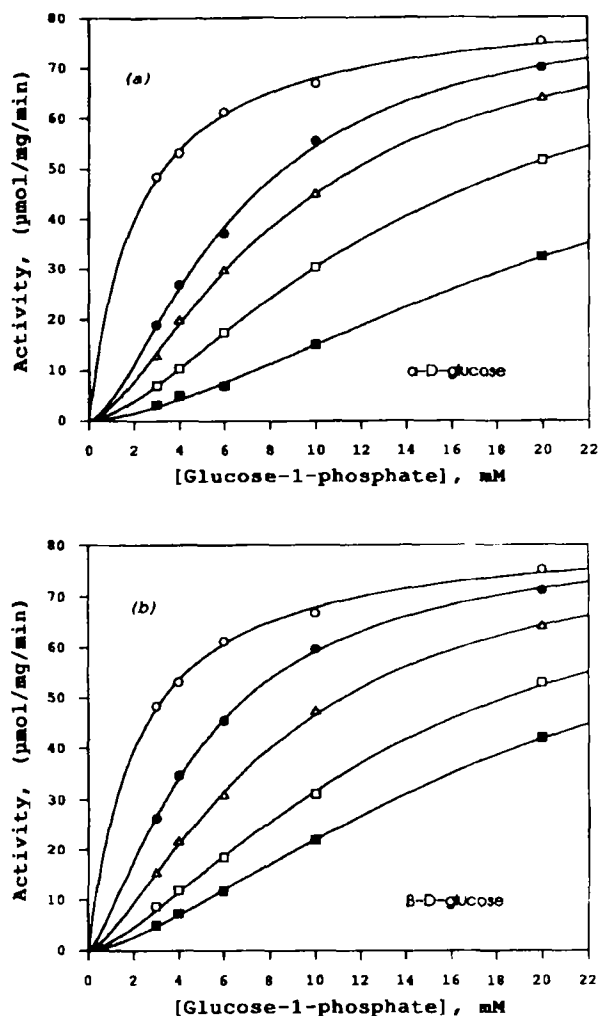 (a)
80
70
60
50
40
30
20
10
0
Activity, (µmol/mg/min)
α-D-glucose
0 2 4 6 8 10 12 14 16 18 20 22
[Glucose-1-phosphate], mM
(b)
80
70
60
50
40
30
20
10
0
Activity, (µmol/mg/min)
β-D-glucose
0 2 4 6 8 10 12 14 16 18 20 22
[Glucose-1-phosphate], mM